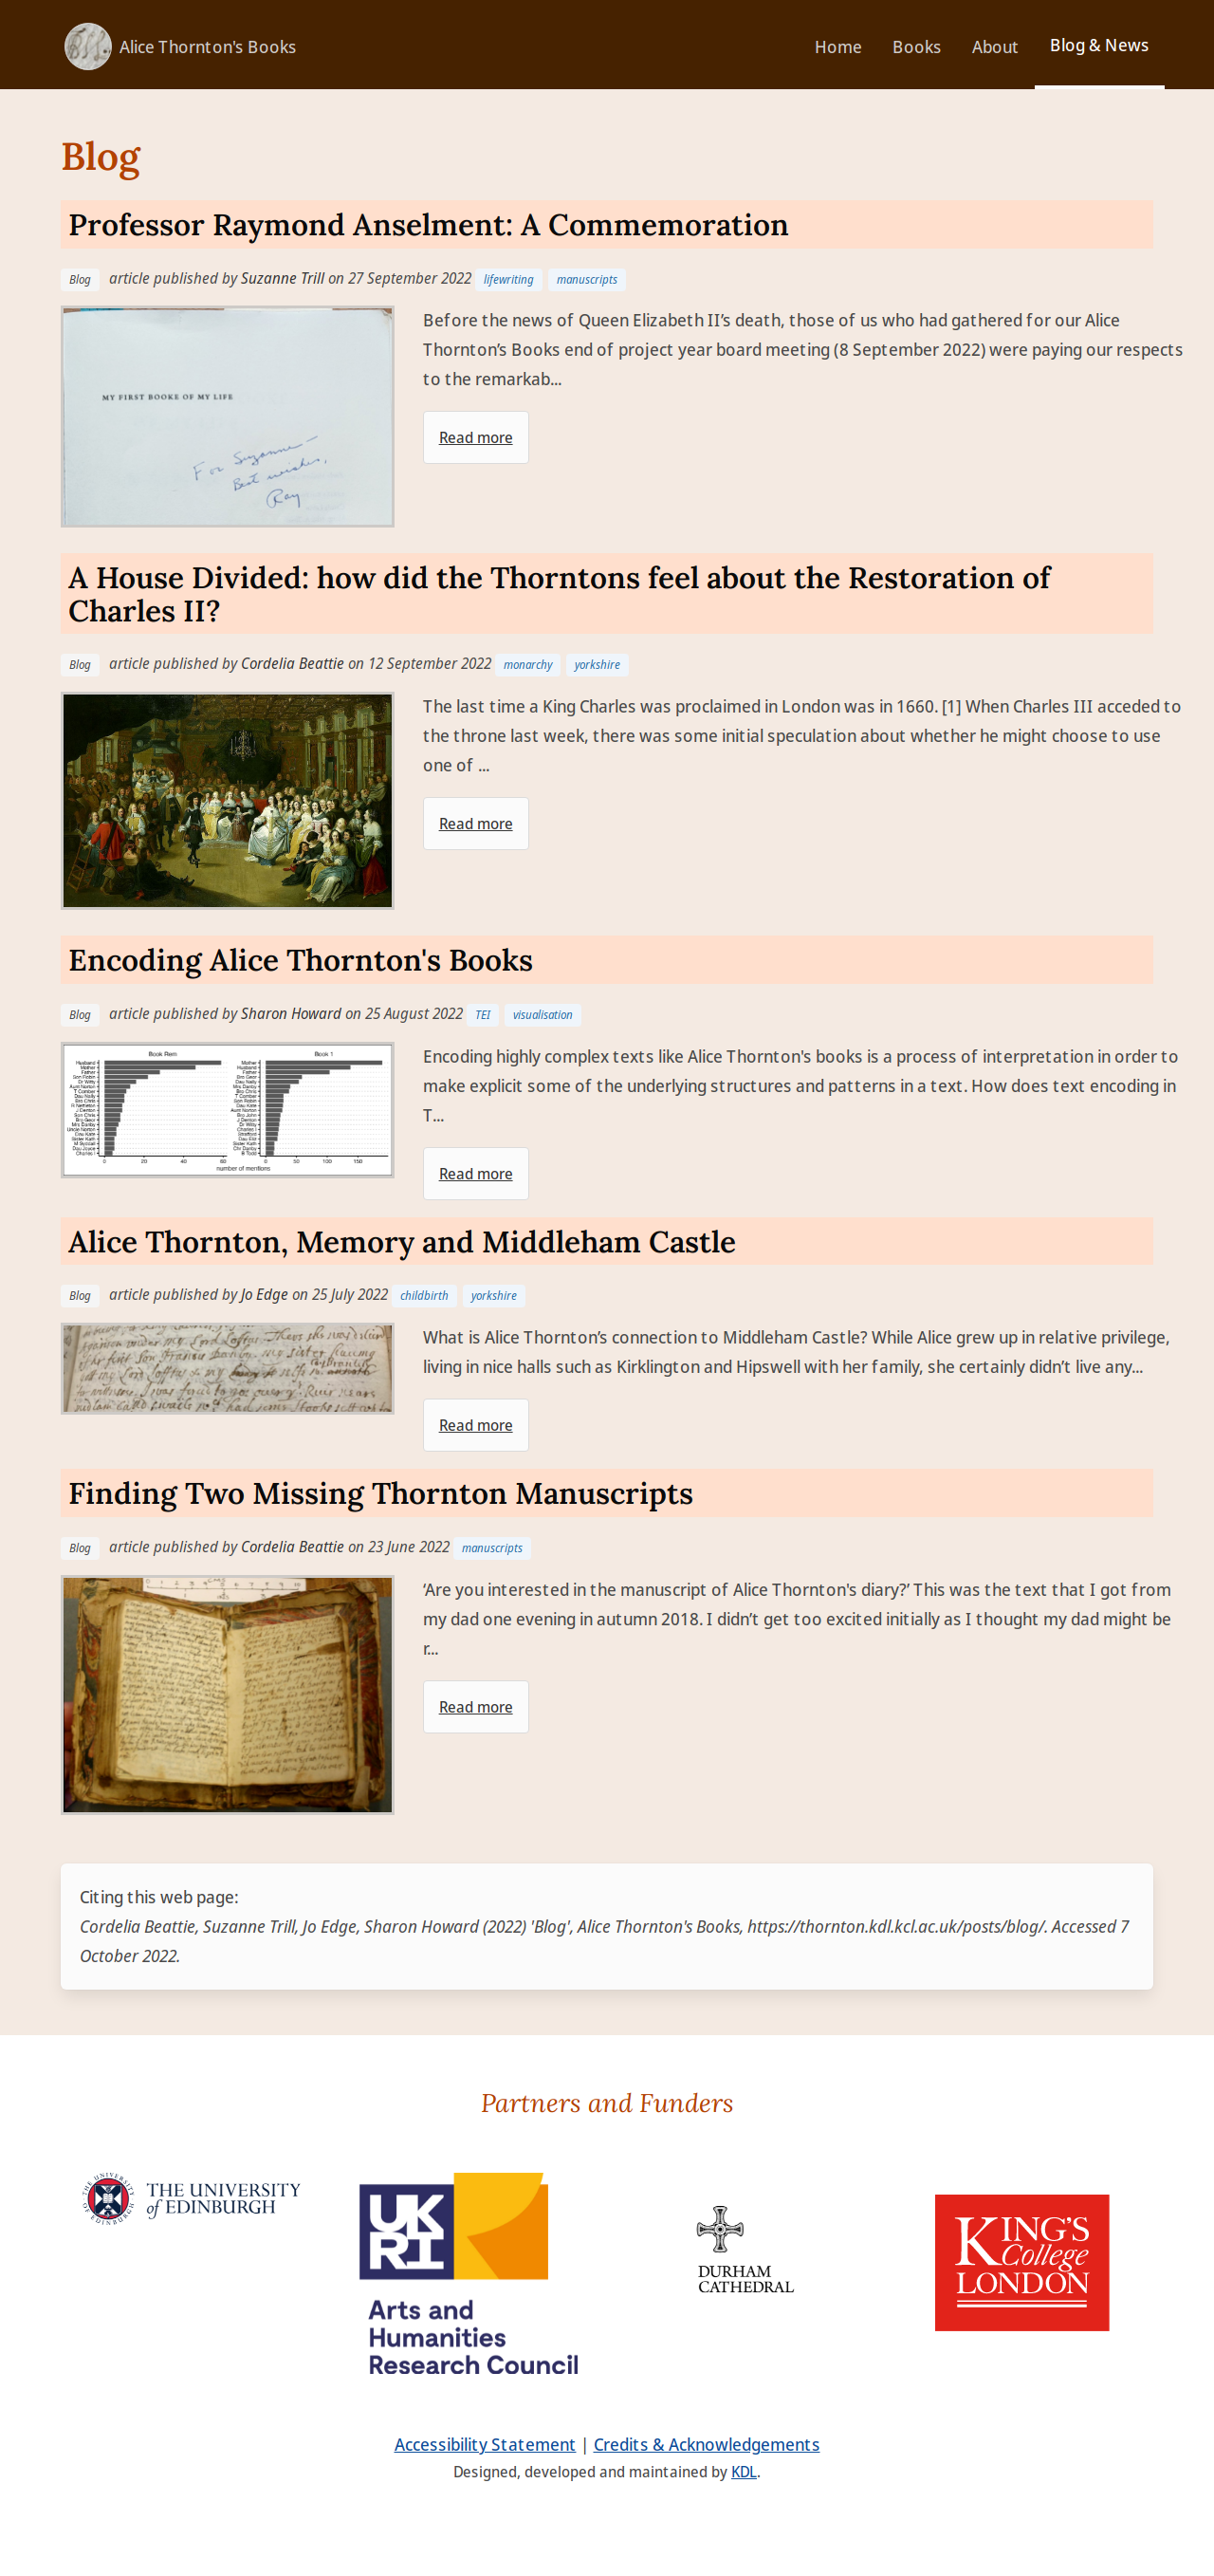 Alice Thornton's Books
Home
Books
About
Blog & News
Blog
Professor Raymond Anselment: A Commemoration
Blog article published by Suzanne Trill on 27 September 2022 lifewriting manuscripts
MY FIRST BOOKE OF MY LIFE
For Suzanne –
Best wishes,
Ray
Before the news of Queen Elizabeth II’s death, those of us who had gathered for our Alice
Thornton’s Books end of project year board meeting (8 September 2022) were paying our respects
to the remarkab...
Read more
A House Divided: how did the Thorntons feel about the Restoration of
Charles II?
Blog article published by Cordelia Beattie on 12 September 2022 monarchy yorkshire
The last time a King Charles was proclaimed in London was in 1660. [1] When Charles III acceded to
the throne last week, there was some initial speculation about whether he might choose to use
one of ...
Read more
Encoding Alice Thornton's Books
Blog article published by Sharon Howard on 25 August 2022 TEI visualisation
Book Rem
Book 1
number of mentions
Encoding highly complex texts like Alice Thornton's books is a process of interpretation in order to
make explicit some of the underlying structures and patterns in a text. How does text encoding in
T...
Read more
Alice Thornton, Memory and Middleham Castle
Blog article published by Jo Edge on 25 July 2022 childbirth yorkshire
What is Alice Thornton’s connection to Middleham Castle? While Alice grew up in relative privilege,
living in nice halls such as Kirklington and Hipswell with her family, she certainly didn’t live any...
Read more
Finding Two Missing Thornton Manuscripts
Blog article published by Cordelia Beattie on 23 June 2022 manuscripts
‘Are you interested in the manuscript of Alice Thornton's diary?’ This was the text that I got from
my dad one evening in autumn 2018. I didn’t get too excited initially as I thought my dad might be
r...
Read more
Citing this web page:
Cordelia Beattie, Suzanne Trill, Jo Edge, Sharon Howard (2022) 'Blog', Alice Thornton's Books, https://thornton.kdl.kcl.ac.uk/posts/blog/. Accessed 7
October 2022.
Partners and Funders
THE UNIVERSITY
of EDINBURGH
UK
RI
Arts and
Humanities
Research Council
DURHAM
CATHEDRAL
KING'S
College
LONDON
Accessibility Statement | Credits & Acknowledgements
Designed, developed and maintained by KDL.